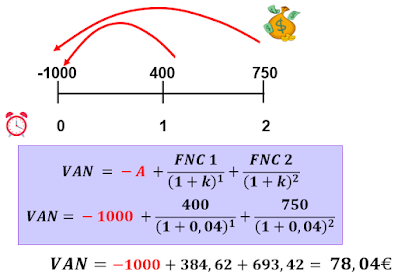 $
-1000 400 750
0 1 2
VAN = − A + FNC 1/(1 + k)^1 + FNC 2/(1 + k)^2
VAN = − 1000 + 400/(1 + 0,04)^1 + 750/(1 + 0,04)^2
VAN = −1000 + 384,62 + 693,42 = 78,04€